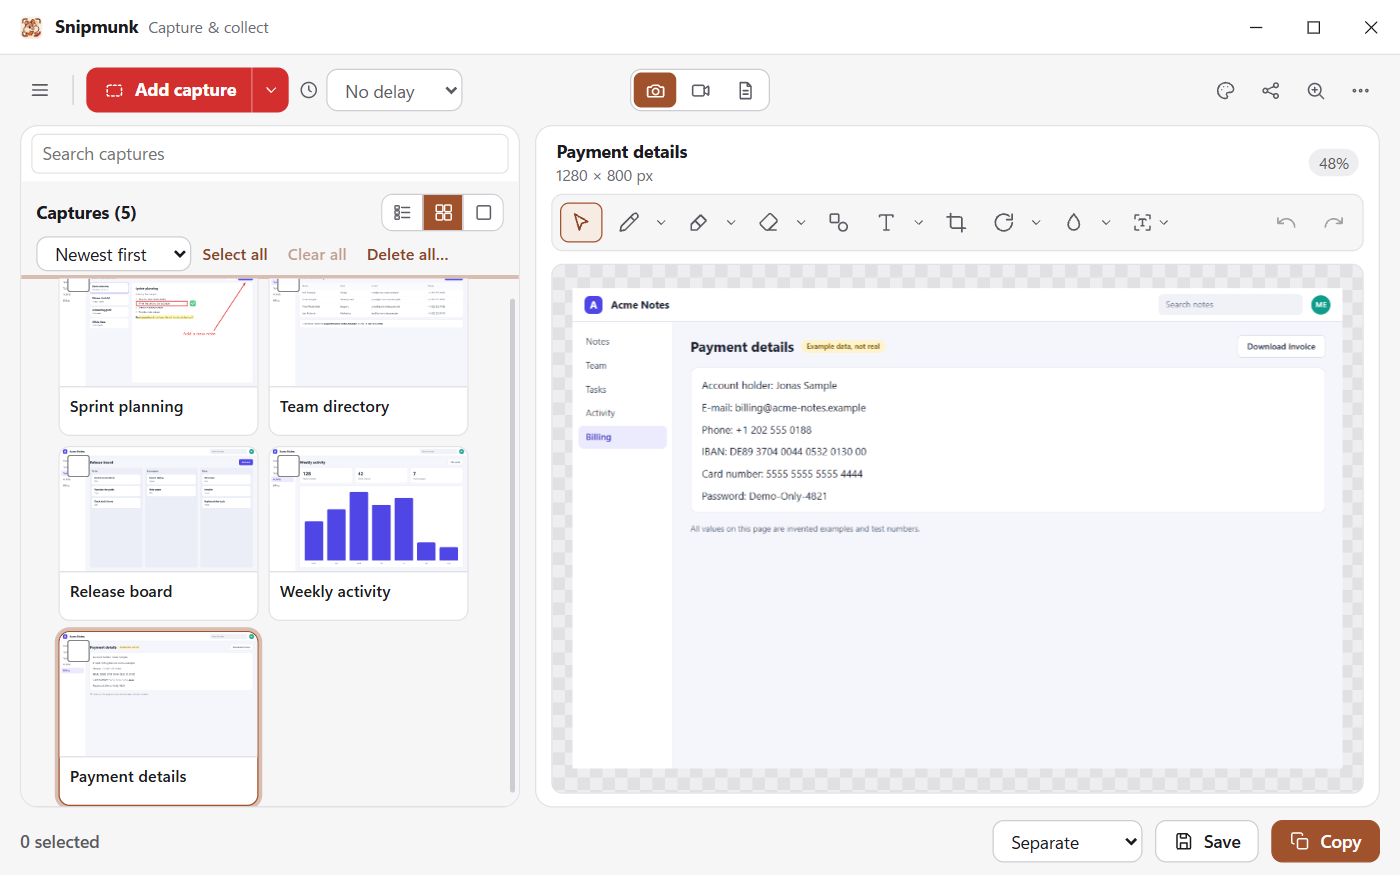 Snipmunk Capture & collect
Add capture
No delay
Search captures
Captures (5)
Newest first
Select all
Clear all
Delete all...
Sprint planning
Team directory
Release board
Weekly activity
Payment details
0 selected
Payment details
1280 × 800 px
48%
A Acme Notes
Search notes
ME
Notes
Team
Tasks
Activity
Billing
Payment details
Example data, not real
Download invoice
Account holder: Jonas Sample
E-mail: billing@acme-notes.example
Phone: +1 202 555 0188
IBAN: DE89 3704 0044 0532 0130 00
Card number: 5555 5555 5555 4444
Password: Demo-Only-4821
All values on this page are invented examples and test numbers.
Separate
Save
Copy